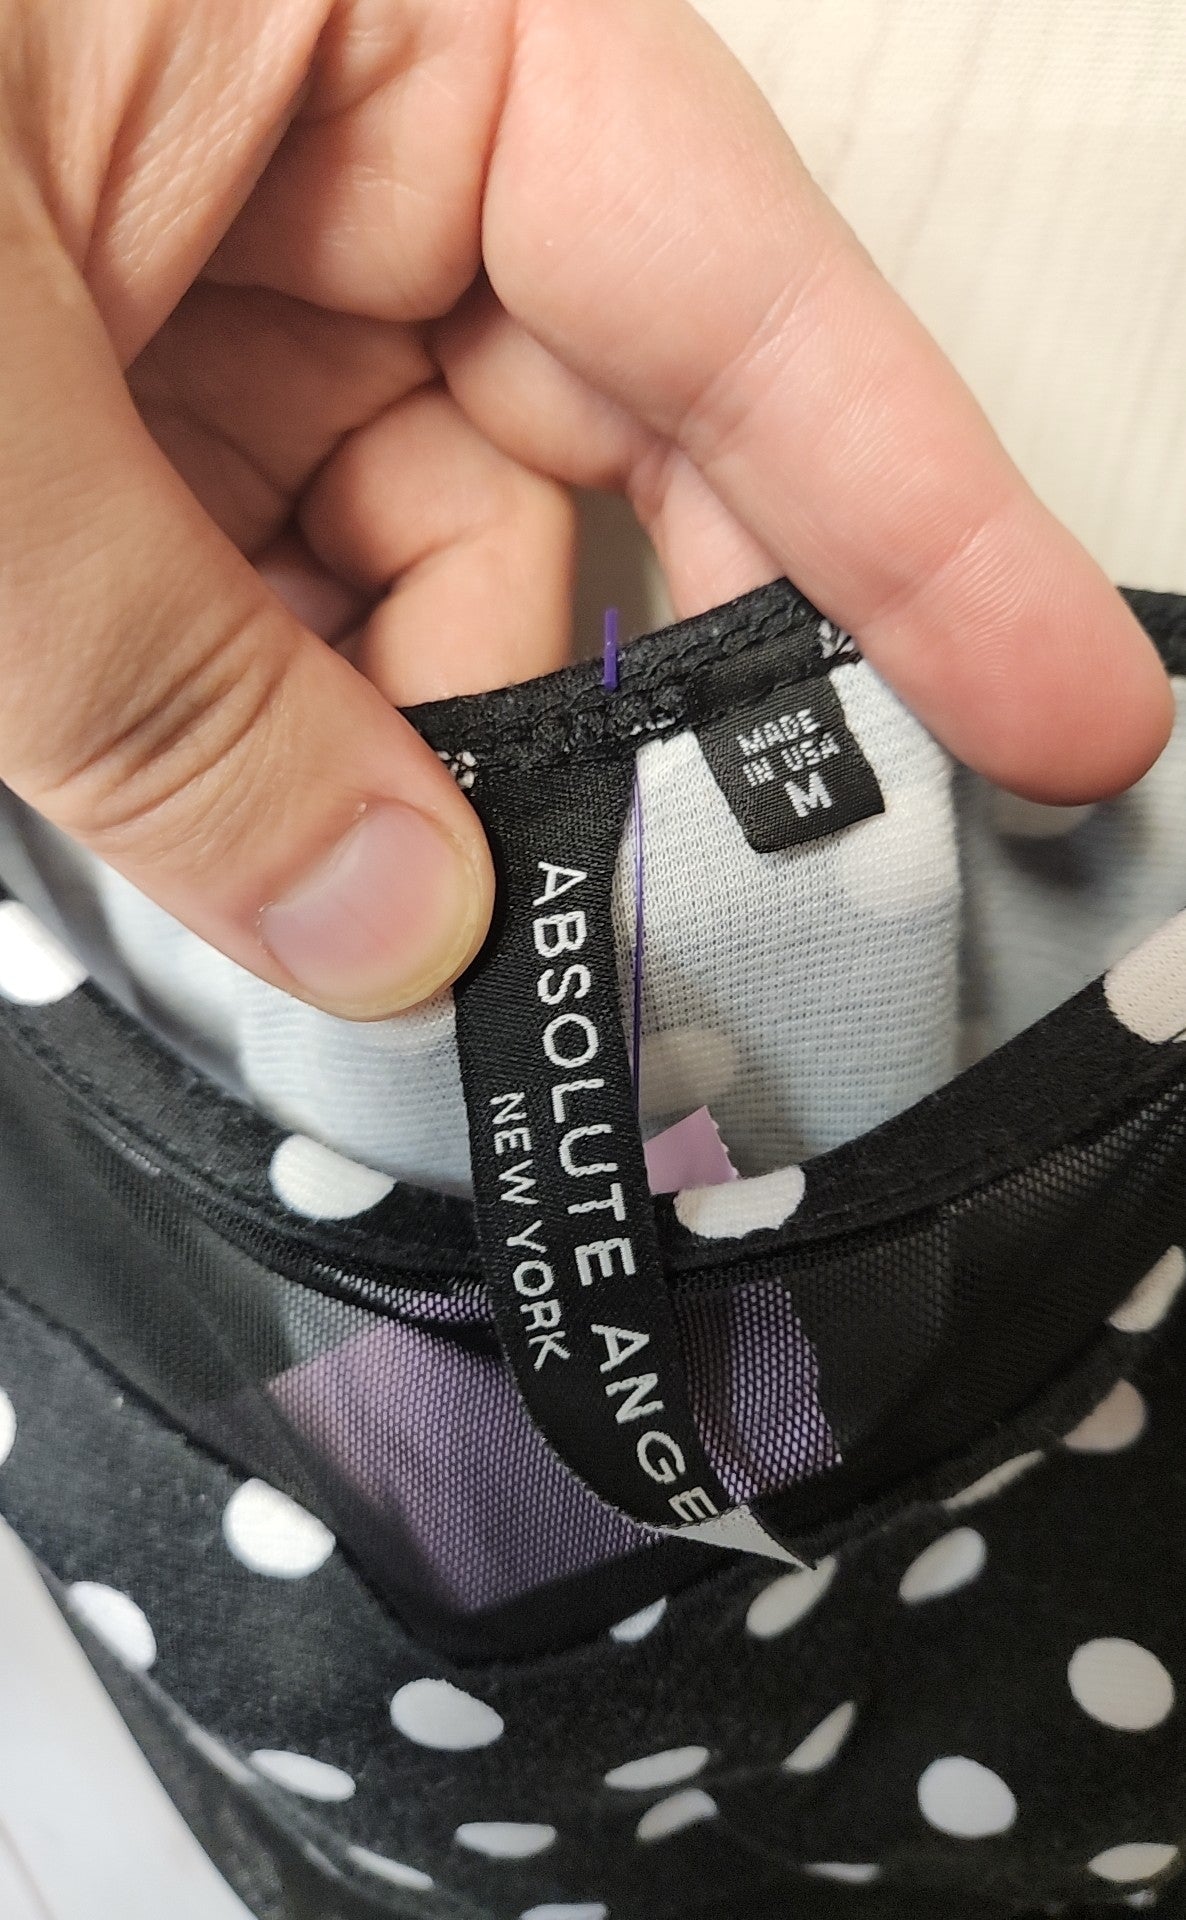 MADE
IN USA
M
ABSOLUTE ANGE
NEW YORK